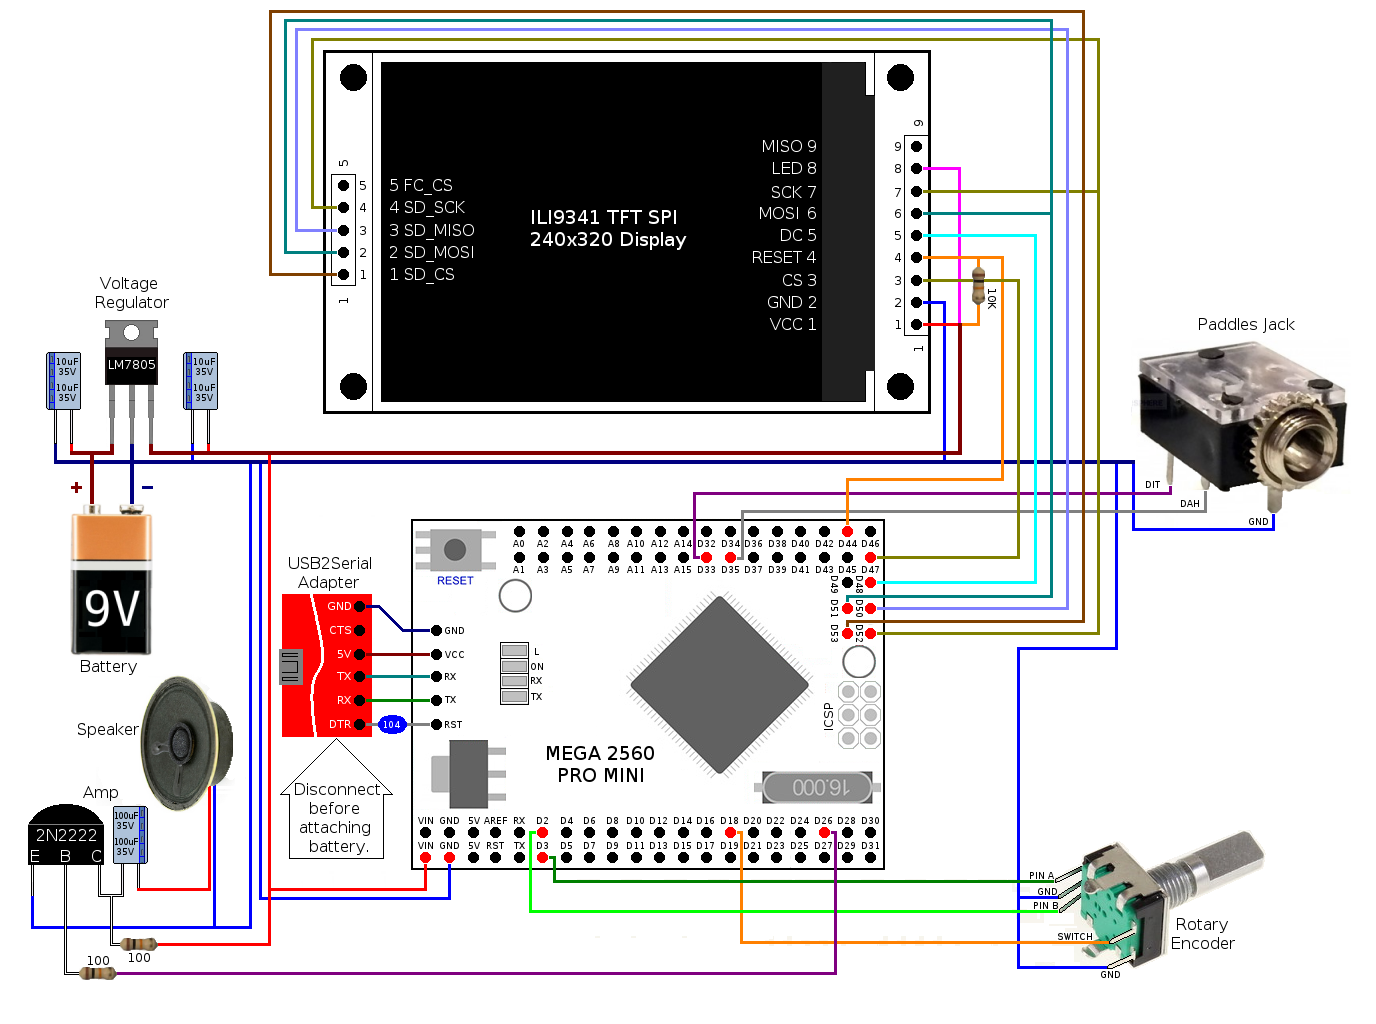 9
5
MISO 9
9
LED 8
8
5 FC_CS
5
SCK 7
7
4 SD_SCK
4
MOSI 6
6
ILI9341 TFT SPI
240x320 Display
3 SD_MISO
3
DC 5
5
2 SD_MOSI
2
RESET 4
4
1 SD_CS
1
CS 3
3
10K
GND 2
2
VCC 1
1
1
1
Voltage
Regulator
LM7805
10uF
35V
10uF
35V
10uF
35V
10uF
35V
+
−
9V
Battery
Paddles Jack
DIT
DAH
GND
USB2Serial
Adapter
GND
CTS
5V
TX
RX
DTR
104
Disconnect
before
attaching
battery.
RESET
A0 A2 A4 A6 A8 A10 A12 A14 D32 D34 D36 D38 D40 D42 D44 D46
A1 A3 A5 A7 A9 A11 A13 A15 D33 D35 D37 D39 D41 D43 D45 D47
D49 D48
D51 D50
D53 D52
GND
VCC
RX
TX
RST
L
ON
RX
TX
ICSP
MEGA 2560
PRO MINI
16.000
VIN GND 5V AREF RX D2 D4 D6 D8 D10 D12 D14 D16 D18 D20 D22 D24 D26 D28 D30
VIN GND 5V RST TX D3 D5 D7 D9 D11 D13 D15 D17 D19 D21 D23 D25 D27 D29 D31
Speaker
Amp
2N2222
E B C
100uF
35V
100uF
35V
100
100
PIN A
GND
PIN B
SWITCH
GND
Rotary
Encoder